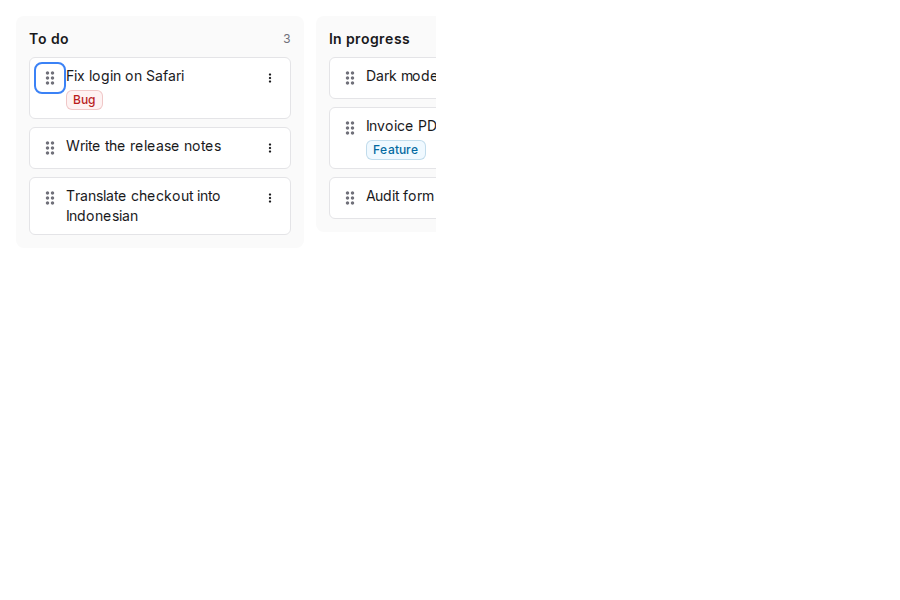 To do 3
Fix login on Safari
Bug
Write the release notes
Translate checkout into
Indonesian
In progress
Dark mode
Invoice PD
Feature
Audit form